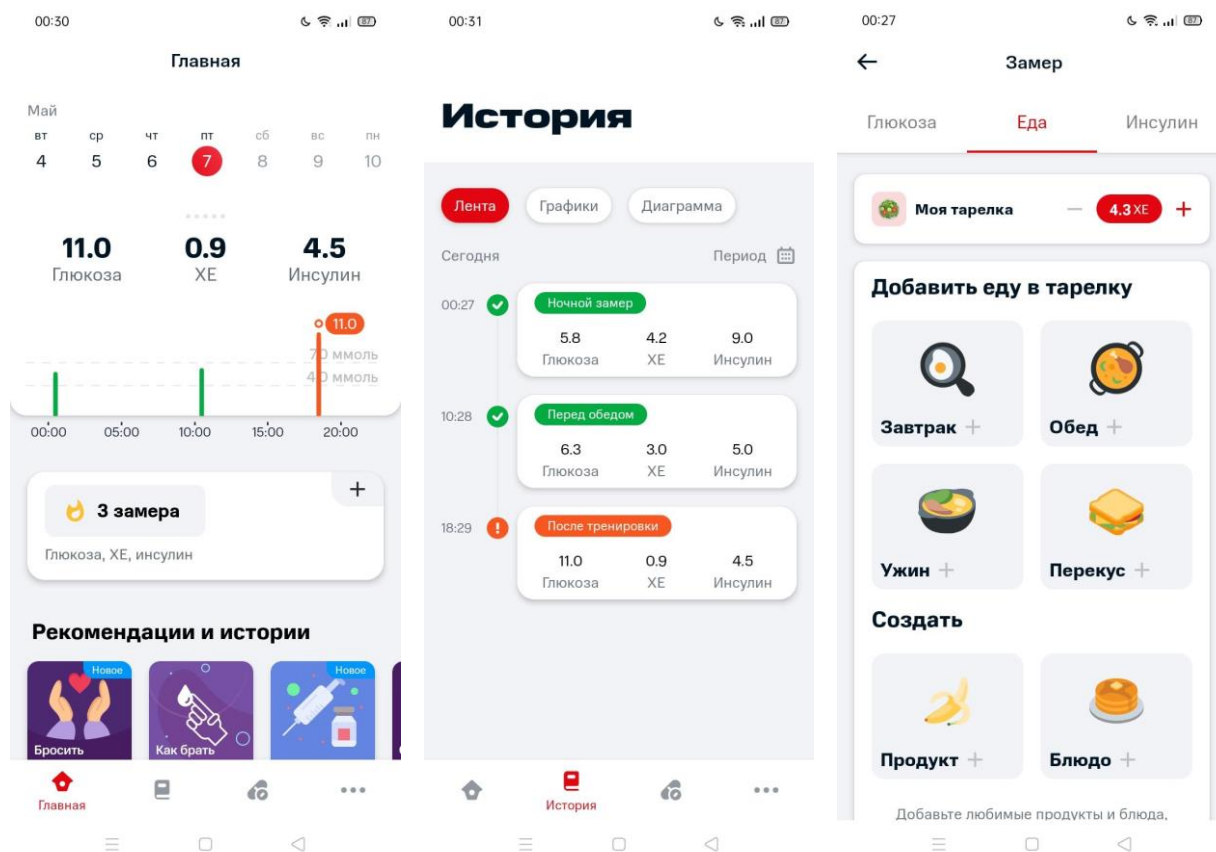 00:30
87
Главная
Май
вт ср чт пт сб вс пн
4 5 6 7 8 9 10
11.0 0.9 4.5
Глюкоза ХЕ Инсулин
11.0
7.0 ммоль
4.0 ммоль
00:00 05:00 10:00 15:00 20:00
3 замера
+
Глюкоза, ХЕ, инсулин
Рекомендации и истории
Новое
Новое
Бросить
Как брать
Главная
00:31
87
История
Лента Графики Диаграмма
Сегодня Период
00:27 Ночной замер
5.8 4.2 9.0
Глюкоза ХЕ Инсулин
10:28 Перед обедом
6.3 3.0 5.0
Глюкоза ХЕ Инсулин
18:29 ! После тренировки
11.0 0.9 4.5
Глюкоза ХЕ Инсулин
История
00:27
87
Замер
Глюкоза Еда Инсулин
Моя тарелка — 4.3 ХЕ +
Добавить еду в тарелку
Завтрак + Обед +
Ужин + Перекус +
Создать
Продукт + Блюдо +
Добавьте любимые продукты и блюда,